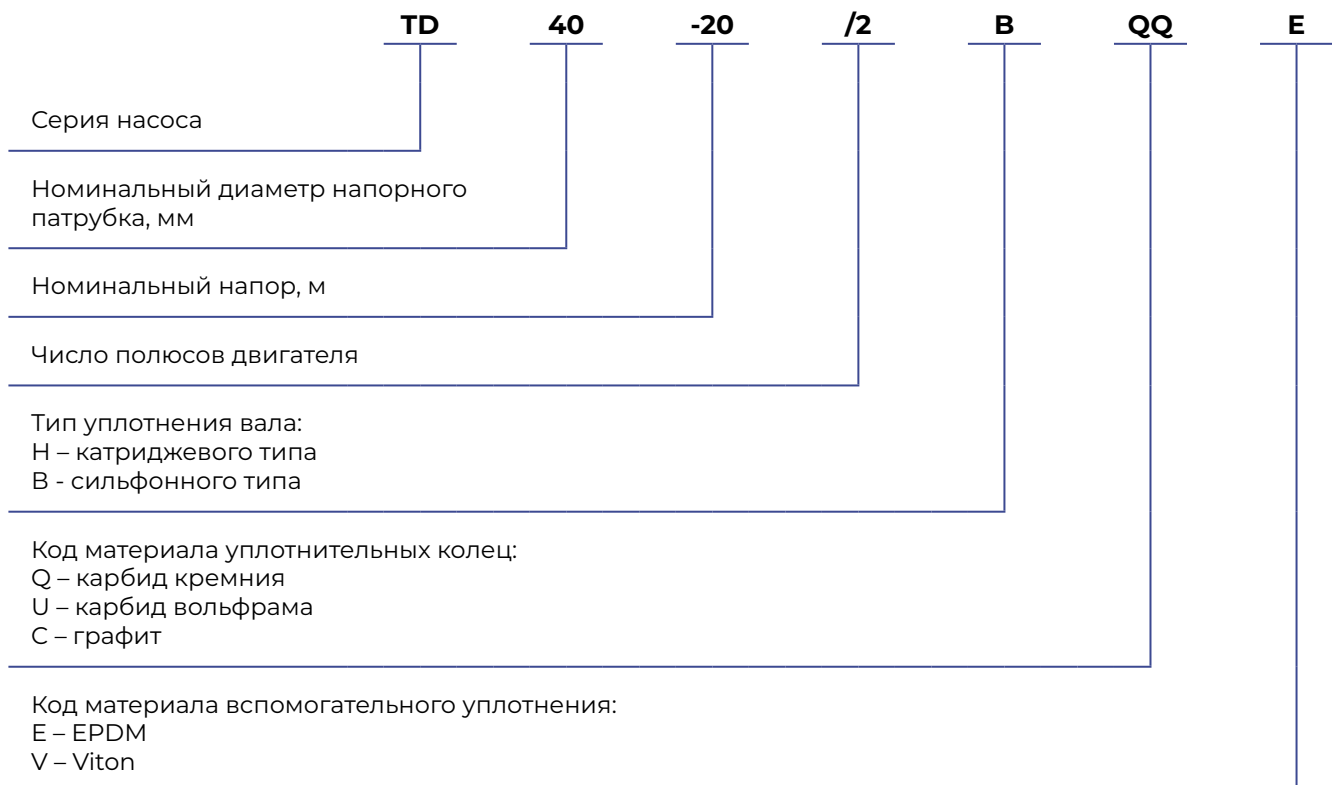 TD 40 -20 /2 B QQ E
Серия насоса
Номинальный диаметр напорного
патрубка, мм
Номинальный напор, м
Число полюсов двигателя
Тип уплотнения вала:
H – катриджевого типа
B - сильфонного типа
Код материала уплотнительных колец:
Q – карбид кремния
U – карбид вольфрама
C – графит
Код материала вспомогательного уплотнения:
E – EPDM
V – Viton